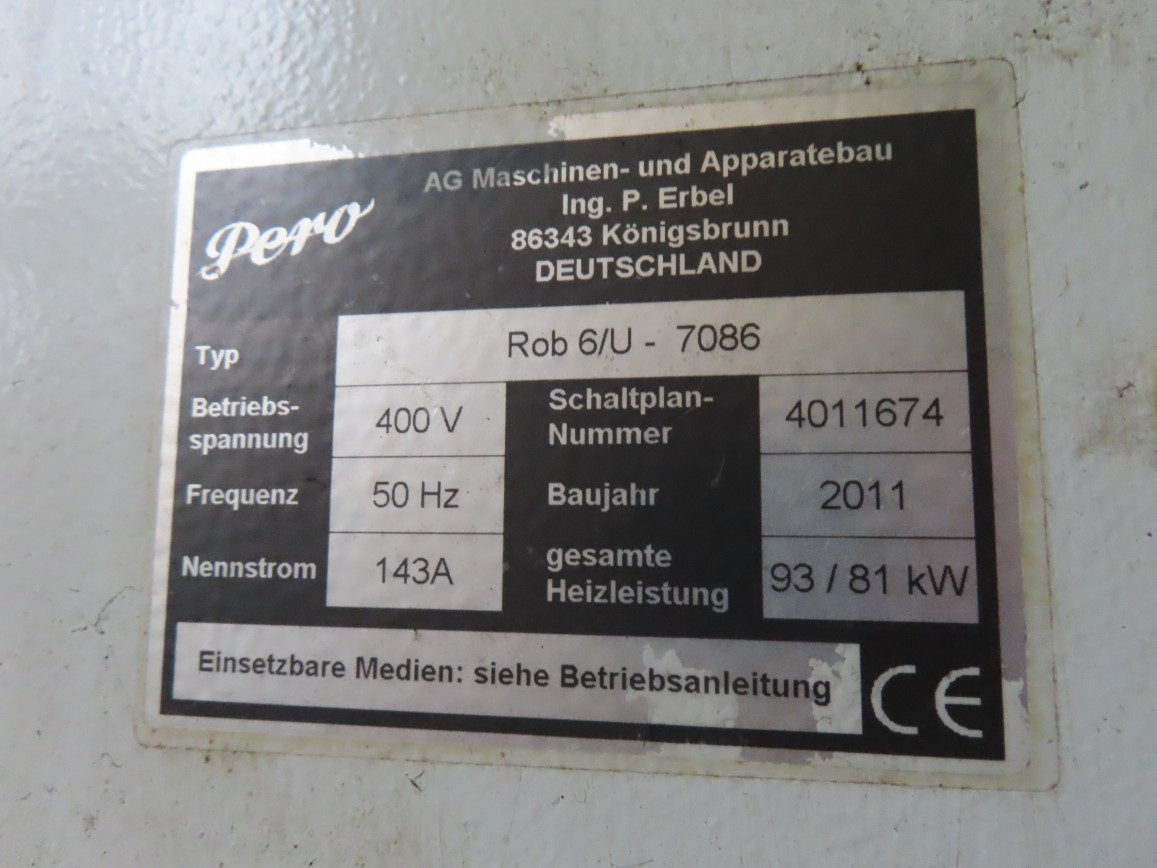 Pero
AG Maschinen- und Apparatebau
Ing. P. Erbel
86343 Königsbrunn
DEUTSCHLAND
Typ Rob 6/U - 7086
Betriebs-
spannung 400 V
Schaltplan-
Nummer 4011674
Frequenz 50 Hz Baujahr 2011
Nennstrom 143A
gesamte
Heizleistung 93 / 81 kW
Einsetzbare Medien: siehe Betriebsanleitung
CE